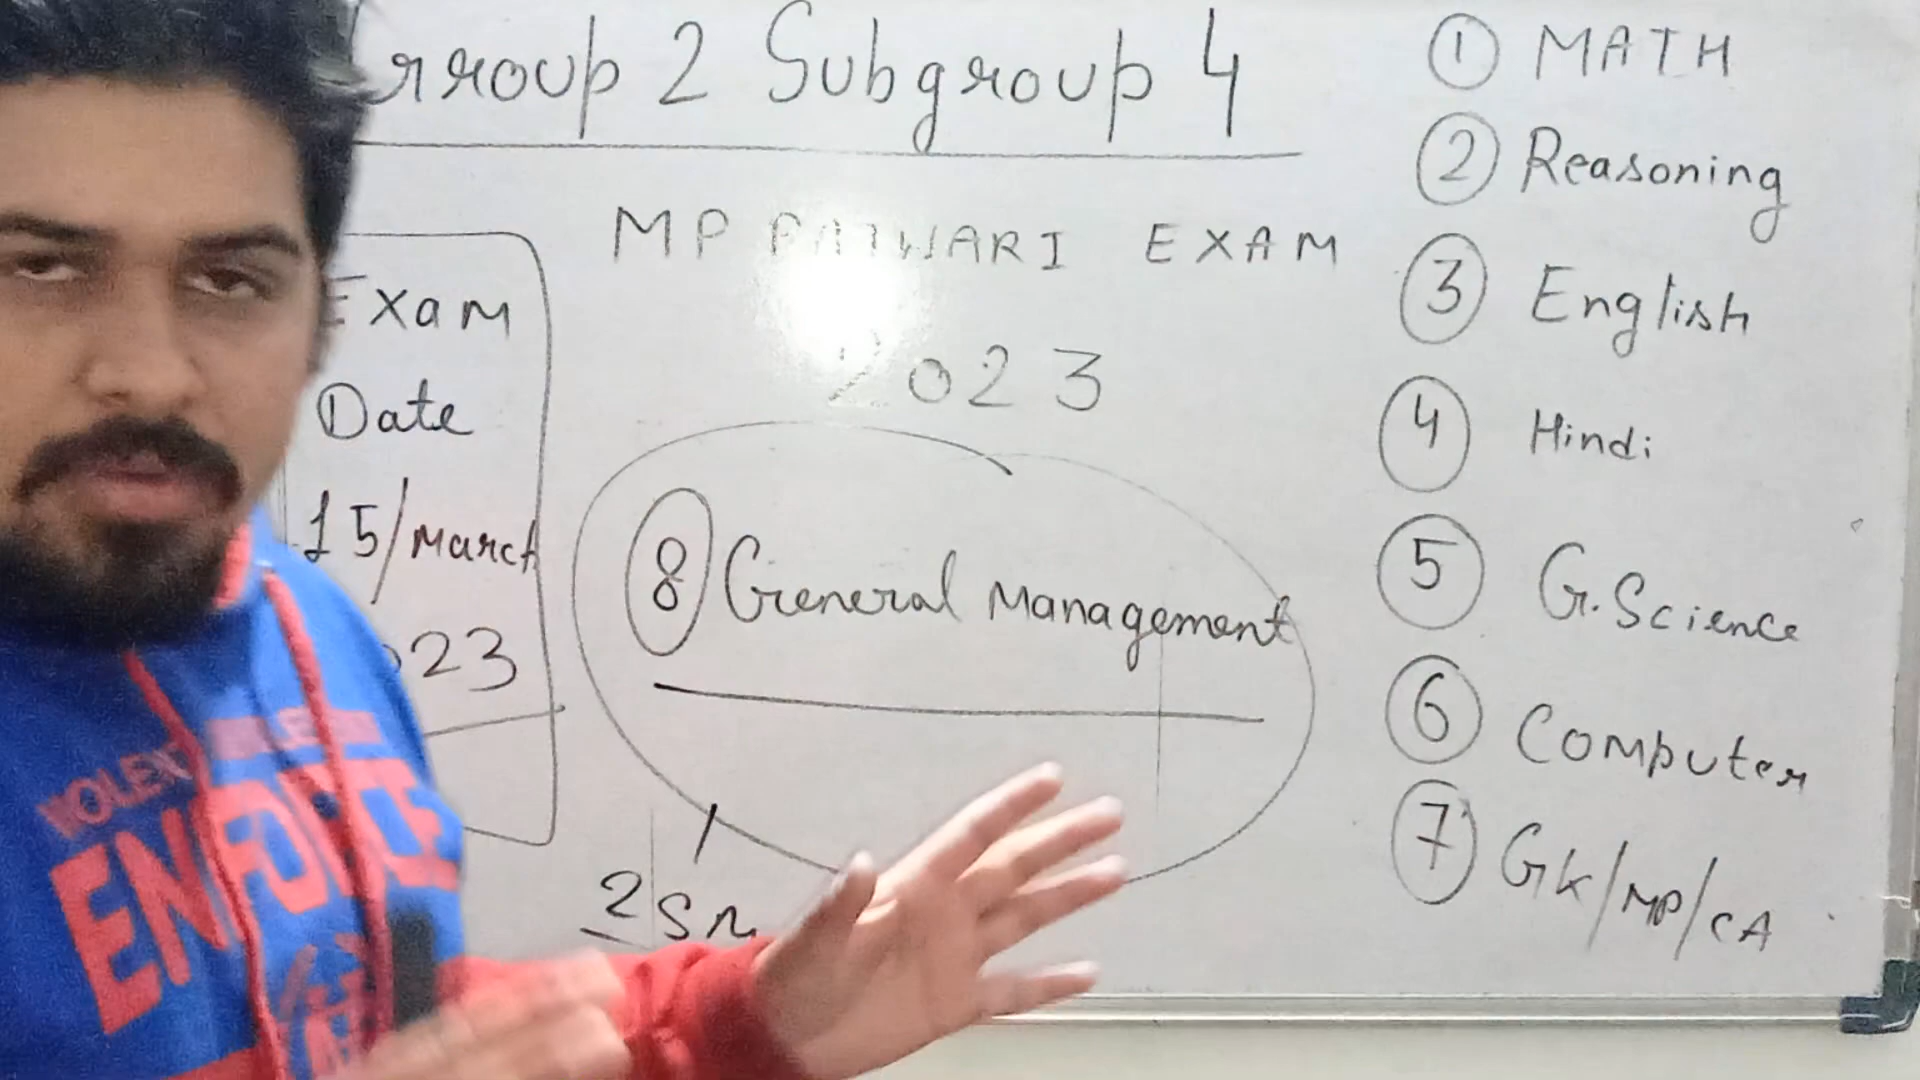 Group 2 Subgroup 4
MP PATWARI EXAM
2023
Exam
Date
15/March
2023
8 General Management
2
1 MATH
2 Reasoning
3 English
4 Hindi
5 G. Science
6 Computer
7 GK/MP/CA
ENFORCE